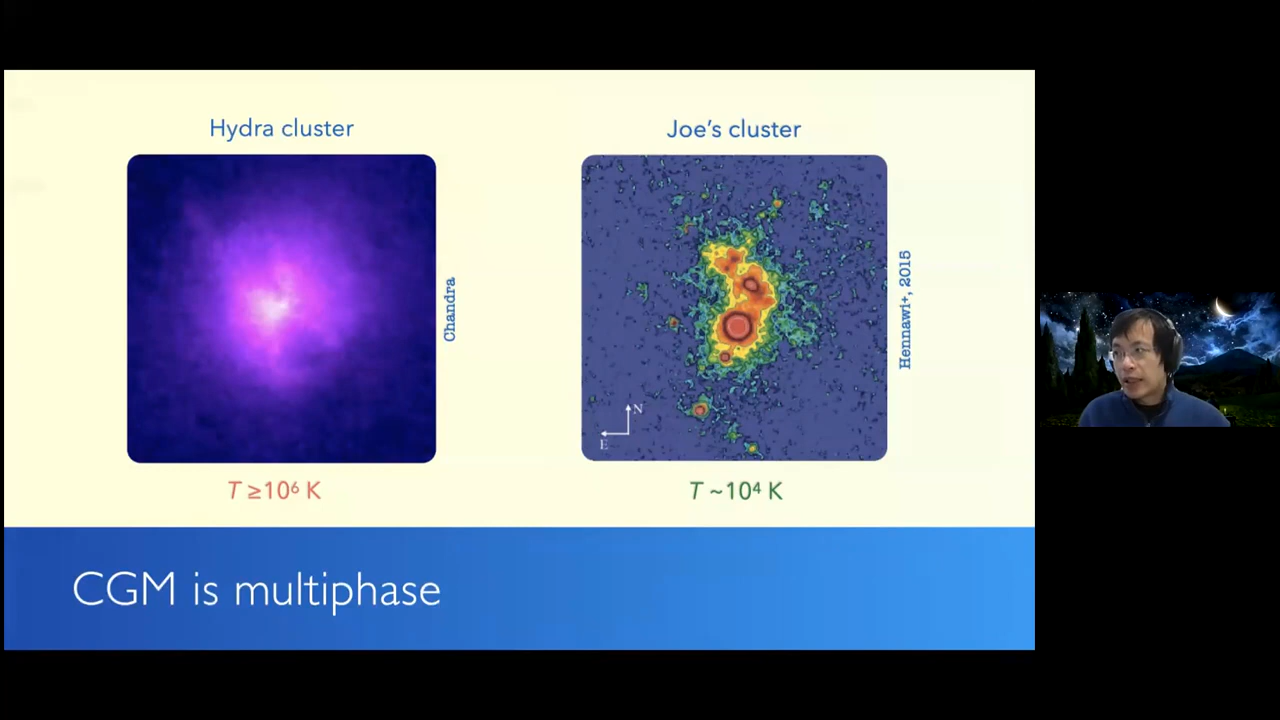 Hydra cluster
Joe's cluster
Chandra
Hennawi+, 2015
N
E
T ≥10⁶ K
T ~10⁴ K
CGM is multiphase